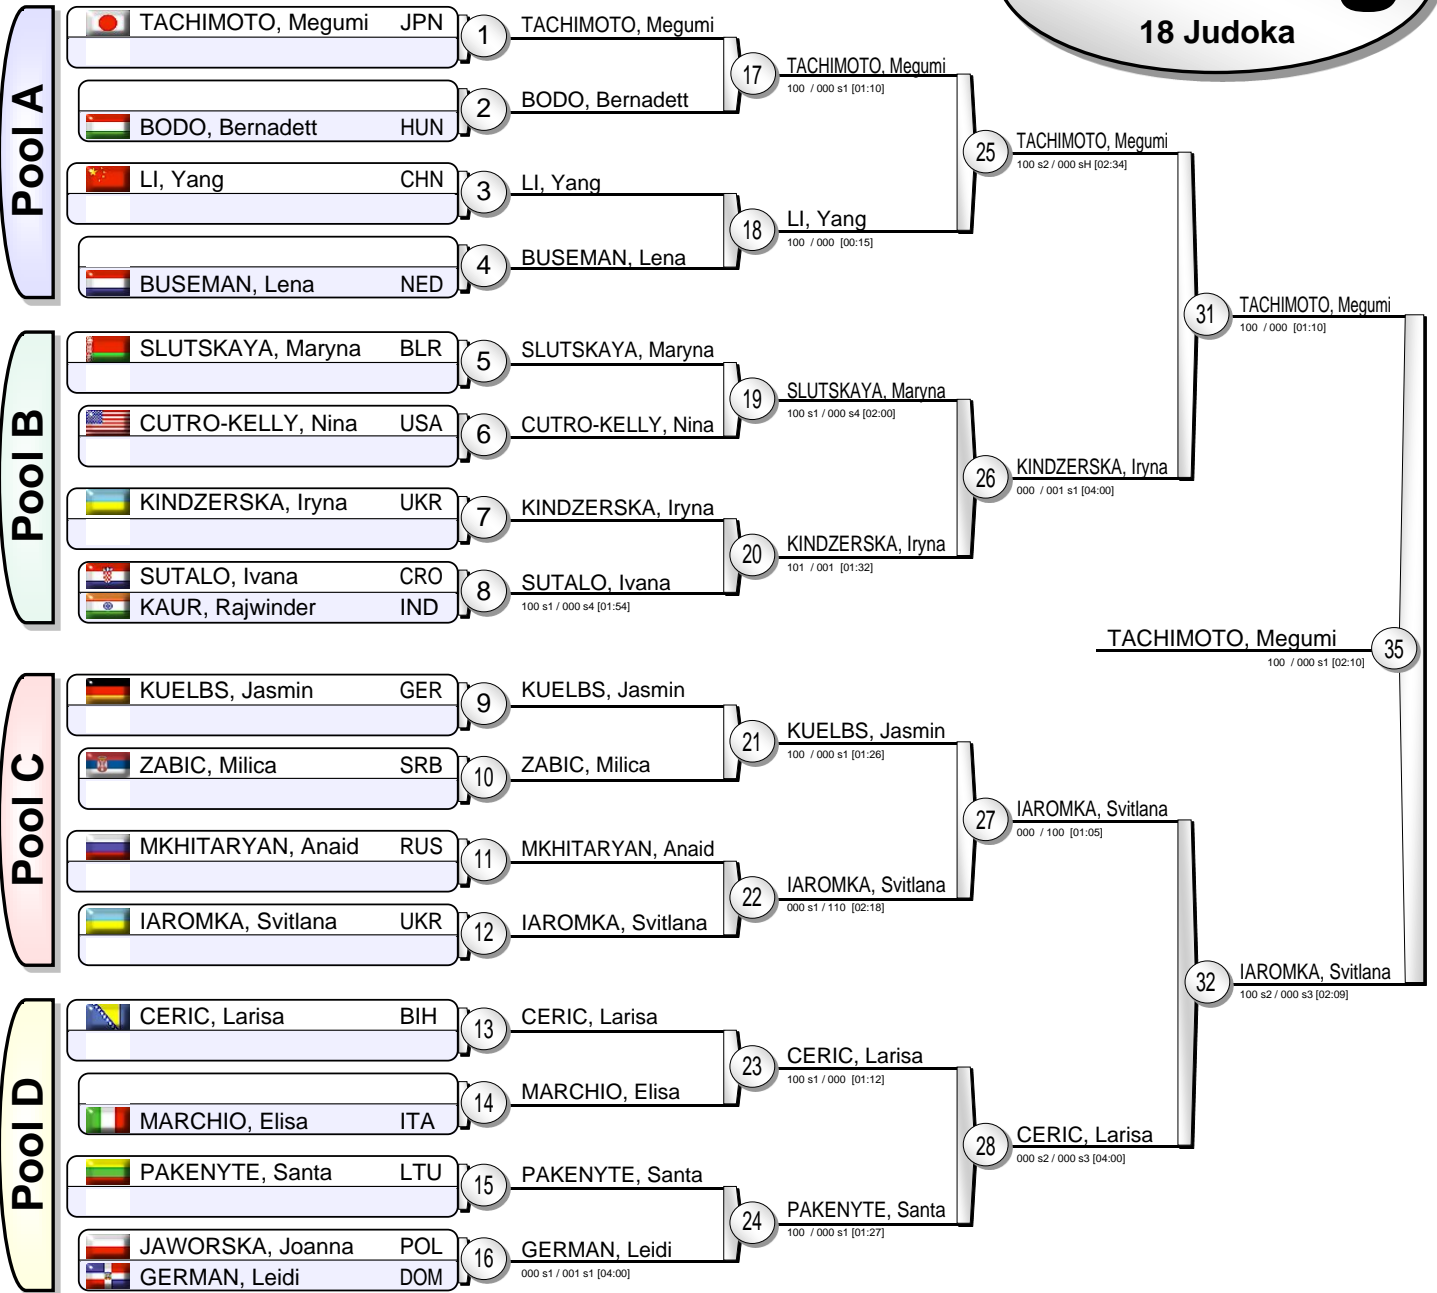 18 Judoka
Pool A
TACHIMOTO, Megumi JPN
1
TACHIMOTO, Megumi
BODO, Bernadett HUN
2
BODO, Bernadett
LI, Yang CHN
3
LI, Yang
BUSEMAN, Lena NED
4
BUSEMAN, Lena
17
TACHIMOTO, Megumi
100 / 000 s1 [01:10]
18
LI, Yang
100 / 000 [00:15]
25
TACHIMOTO, Megumi
100 s2 / 000 sH [02:34]
Pool B
SLUTSKAYA, Maryna BLR
5
SLUTSKAYA, Maryna
CUTRO-KELLY, Nina USA
6
CUTRO-KELLY, Nina
KINDZERSKA, Iryna UKR
7
KINDZERSKA, Iryna
SUTALO, Ivana CRO
KAUR, Rajwinder IND
8
SUTALO, Ivana
100 s1 / 000 s4 [01:54]
19
SLUTSKAYA, Maryna
100 s1 / 000 s4 [02:00]
20
KINDZERSKA, Iryna
101 / 001 [01:32]
26
KINDZERSKA, Iryna
000 / 001 s1 [04:00]
31
TACHIMOTO, Megumi
100 / 000 [01:10]
TACHIMOTO, Megumi
35
100 / 000 s1 [02:10]
Pool C
KUELBS, Jasmin GER
9
KUELBS, Jasmin
ZABIC, Milica SRB
10
ZABIC, Milica
MKHITARYAN, Anaid RUS
11
MKHITARYAN, Anaid
IAROMKA, Svitlana UKR
12
IAROMKA, Svitlana
21
KUELBS, Jasmin
100 / 000 s1 [01:26]
22
IAROMKA, Svitlana
000 s1 / 110 [02:18]
27
IAROMKA, Svitlana
000 / 100 [01:05]
Pool D
CERIC, Larisa BIH
13
CERIC, Larisa
MARCHIO, Elisa ITA
14
MARCHIO, Elisa
PAKENYTE, Santa LTU
15
PAKENYTE, Santa
JAWORSKA, Joanna POL
GERMAN, Leidi DOM
16
GERMAN, Leidi
000 s1 / 001 s1 [04:00]
23
CERIC, Larisa
100 s1 / 000 [01:12]
24
PAKENYTE, Santa
100 / 000 s1 [01:27]
28
CERIC, Larisa
000 s2 / 000 s3 [04:00]
32
IAROMKA, Svitlana
100 s2 / 000 s3 [02:09]